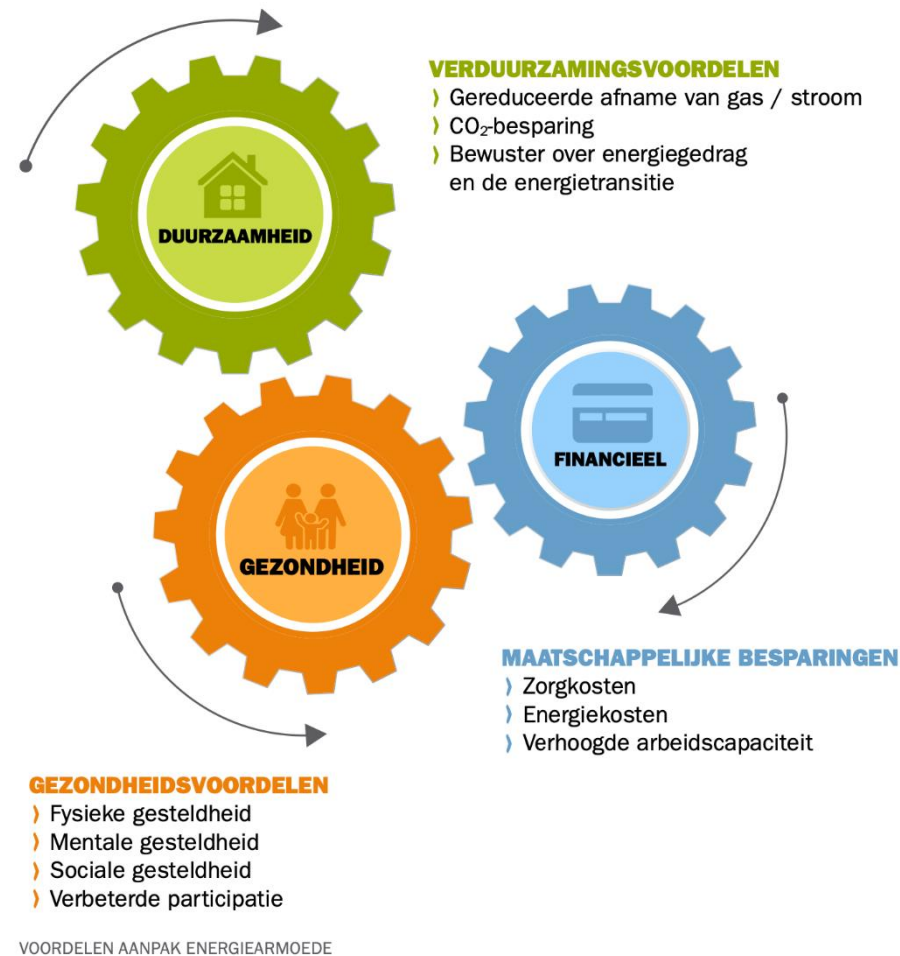 VERDUURZAMINGSVOORDELEN
⟩ Gereduceerde afname van gas / stroom
⟩ CO₂-besparing
⟩ Bewuster over energiegedrag
en de energietransitie
DUURZAAMHEID
FINANCIEEL
GEZONDHEID
MAATSCHAPPELIJKE BESPARINGEN
⟩ Zorgkosten
⟩ Energiekosten
⟩ Verhoogde arbeidscapaciteit
GEZONDHEIDSVOORDELEN
⟩ Fysieke gesteldheid
⟩ Mentale gesteldheid
⟩ Sociale gesteldheid
⟩ Verbeterde participatie
VOORDELEN AANPAK ENERGIEARMOEDE